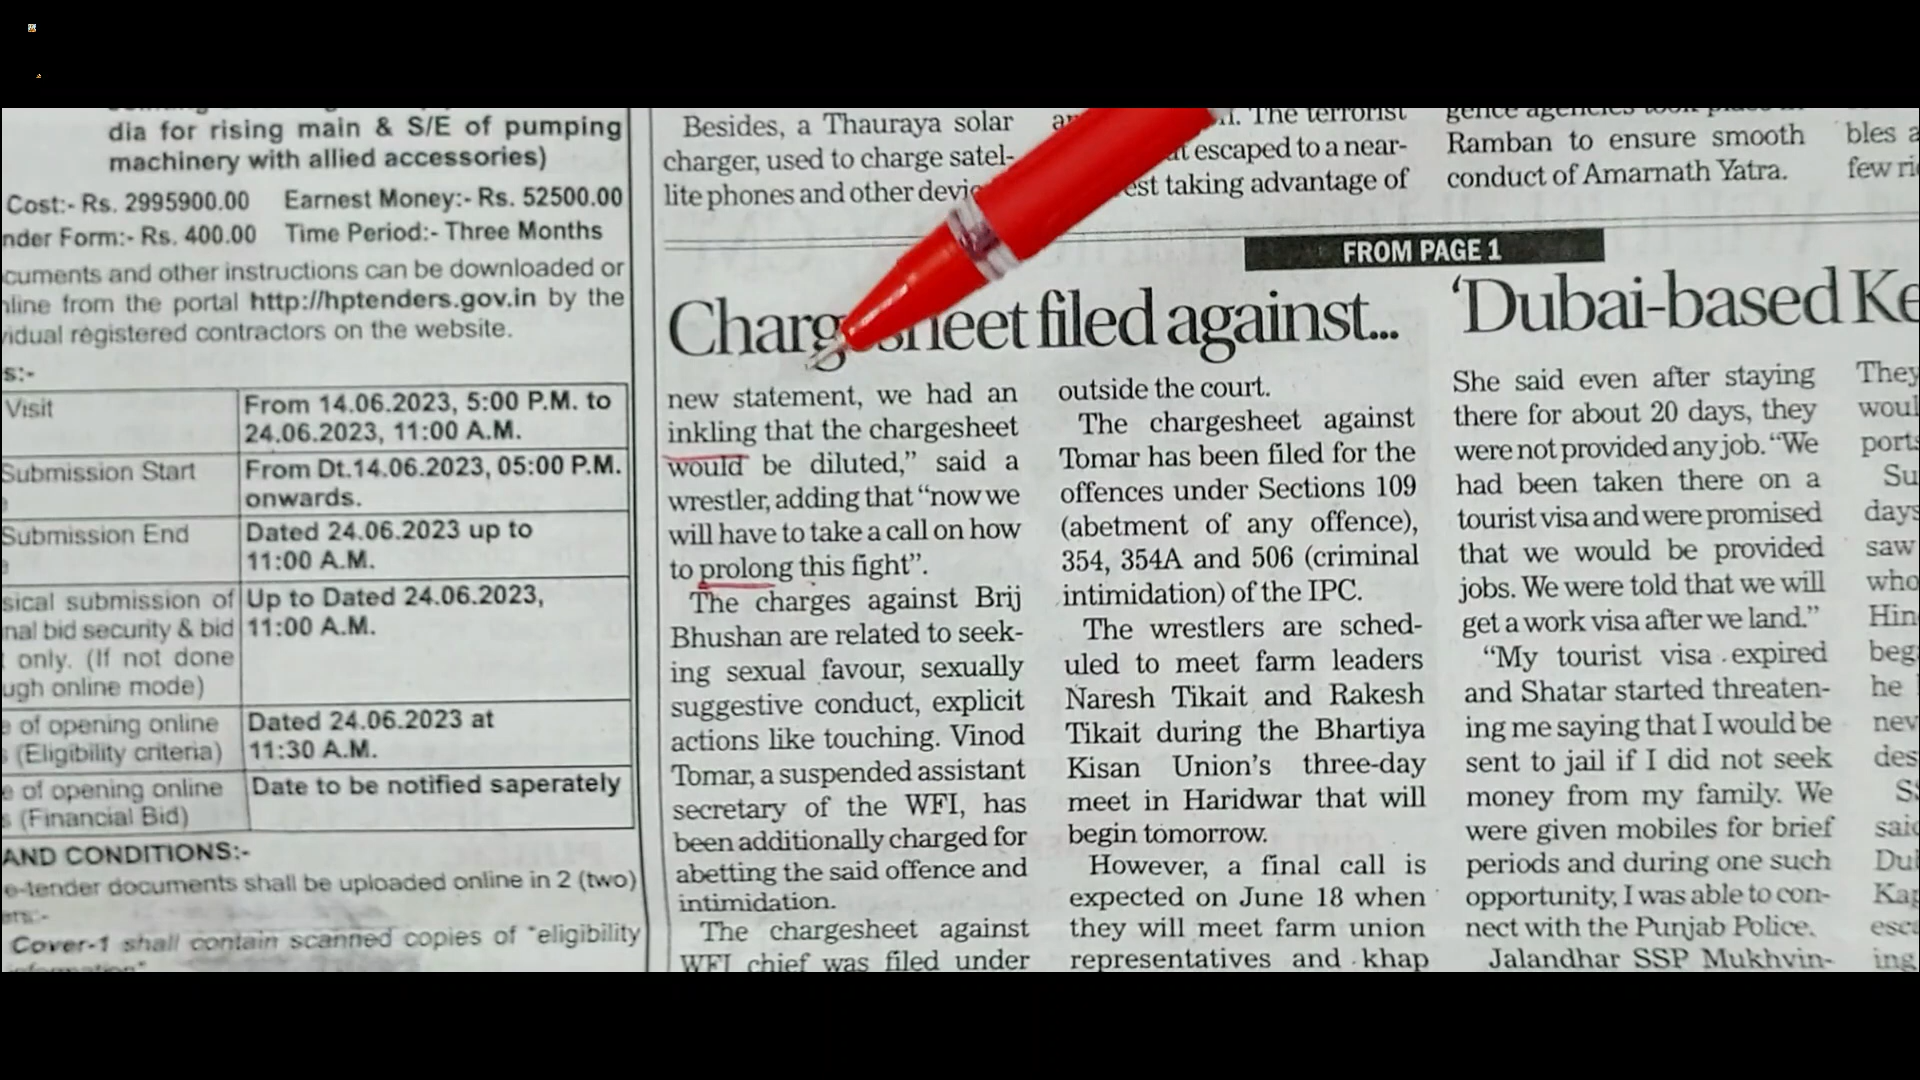 dia for rising main & S/E of pumping
machinery with allied accessories)
Cost:- Rs. 2995900.00 Earnest Money:- Rs. 52500.00
nder Form:- Rs. 400.00 Time Period:- Three Months
cuments and other instructions can be downloaded or
nline from the portal http://hptenders.gov.in by the
vidual registered contractors on the website.
s:-
Visit From 14.06.2023, 5:00 P.M. to
24.06.2023, 11:00 A.M.
Submission Start From Dt.14.06.2023, 05:00 P.M.
onwards.
Submission End Dated 24.06.2023 up to
11:00 A.M.
sical submission of Up to Dated 24.06.2023,
nal bid security & bid 11:00 A.M.
only. (If not done
ugh online mode)
e of opening online Dated 24.06.2023 at
s (Eligibility criteria) 11:30 A.M.
e of opening online Date to be notified saperately
s (Financial Bid)
AND CONDITIONS:-
e-tender documents shall be uploaded online in 2 (two)
ers:-
Cover-1 shall contain scanned copies of "eligibility
Besides, a Thauraya solar
charger, used to charge satel-
lite phones and other devic
The terrorist
escaped to a near-
est taking advantage of
gence agencies took place in
Ramban to ensure smooth
conduct of Amarnath Yatra.
bles a
few ri
FROM PAGE 1
Chargesheet filed against...
new statement, we had an
inkling that the chargesheet
would be diluted,” said a
wrestler, adding that “now we
will have to take a call on how
to prolong this fight”.
The charges against Brij
Bhushan are related to seek-
ing sexual favour, sexually
suggestive conduct, explicit
actions like touching. Vinod
Tomar, a suspended assistant
secretary of the WFI, has
been additionally charged for
abetting the said offence and
intimidation.
The chargesheet against
WFI chief was filed under
outside the court.
The chargesheet against
Tomar has been filed for the
offences under Sections 109
(abetment of any offence),
354, 354A and 506 (criminal
intimidation) of the IPC.
The wrestlers are sched-
uled to meet farm leaders
Naresh Tikait and Rakesh
Tikait during the Bhartiya
Kisan Union’s three-day
meet in Haridwar that will
begin tomorrow.
However, a final call is
expected on June 18 when
they will meet farm union
representatives and khap
‘Dubai-based Ke
She said even after staying
there for about 20 days, they
were not provided any job. “We
had been taken there on a
tourist visa and were promised
that we would be provided
jobs. We were told that we will
get a work visa after we land.”
“My tourist visa expired
and Shatar started threaten-
ing me saying that I would be
sent to jail if I did not seek
money from my family. We
were given mobiles for brief
periods and during one such
opportunity, I was able to con-
nect with the Punjab Police.
Jalandhar SSP Mukhvin-
They
woul
ports
Su
days
saw
who
Hin
beg
he
nev
des
SS
said
Du
Kap
esc
ing